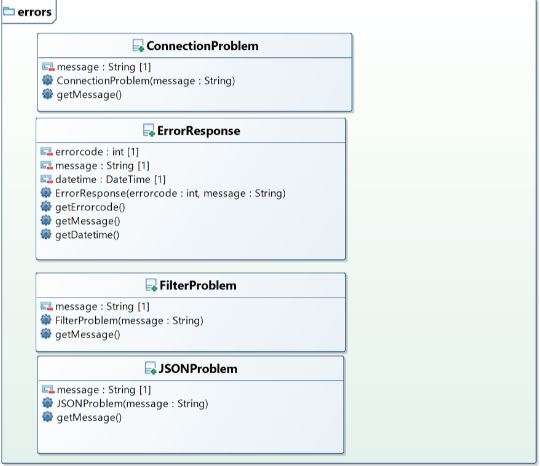 errors
ConnectionProblem
message : String [1]
ConnectionProblem(message : String)
getMessage()
ErrorResponse
errorcode : int [1]
message : String [1]
datetime : DateTime [1]
ErrorResponse(errorcode : int, message : String)
getErrorcode()
getMessage()
getDatetime()
FilterProblem
message : String [1]
FilterProblem(message : String)
getMessage()
JSONProblem
message : String [1]
JSONProblem(message : String)
getMessage()